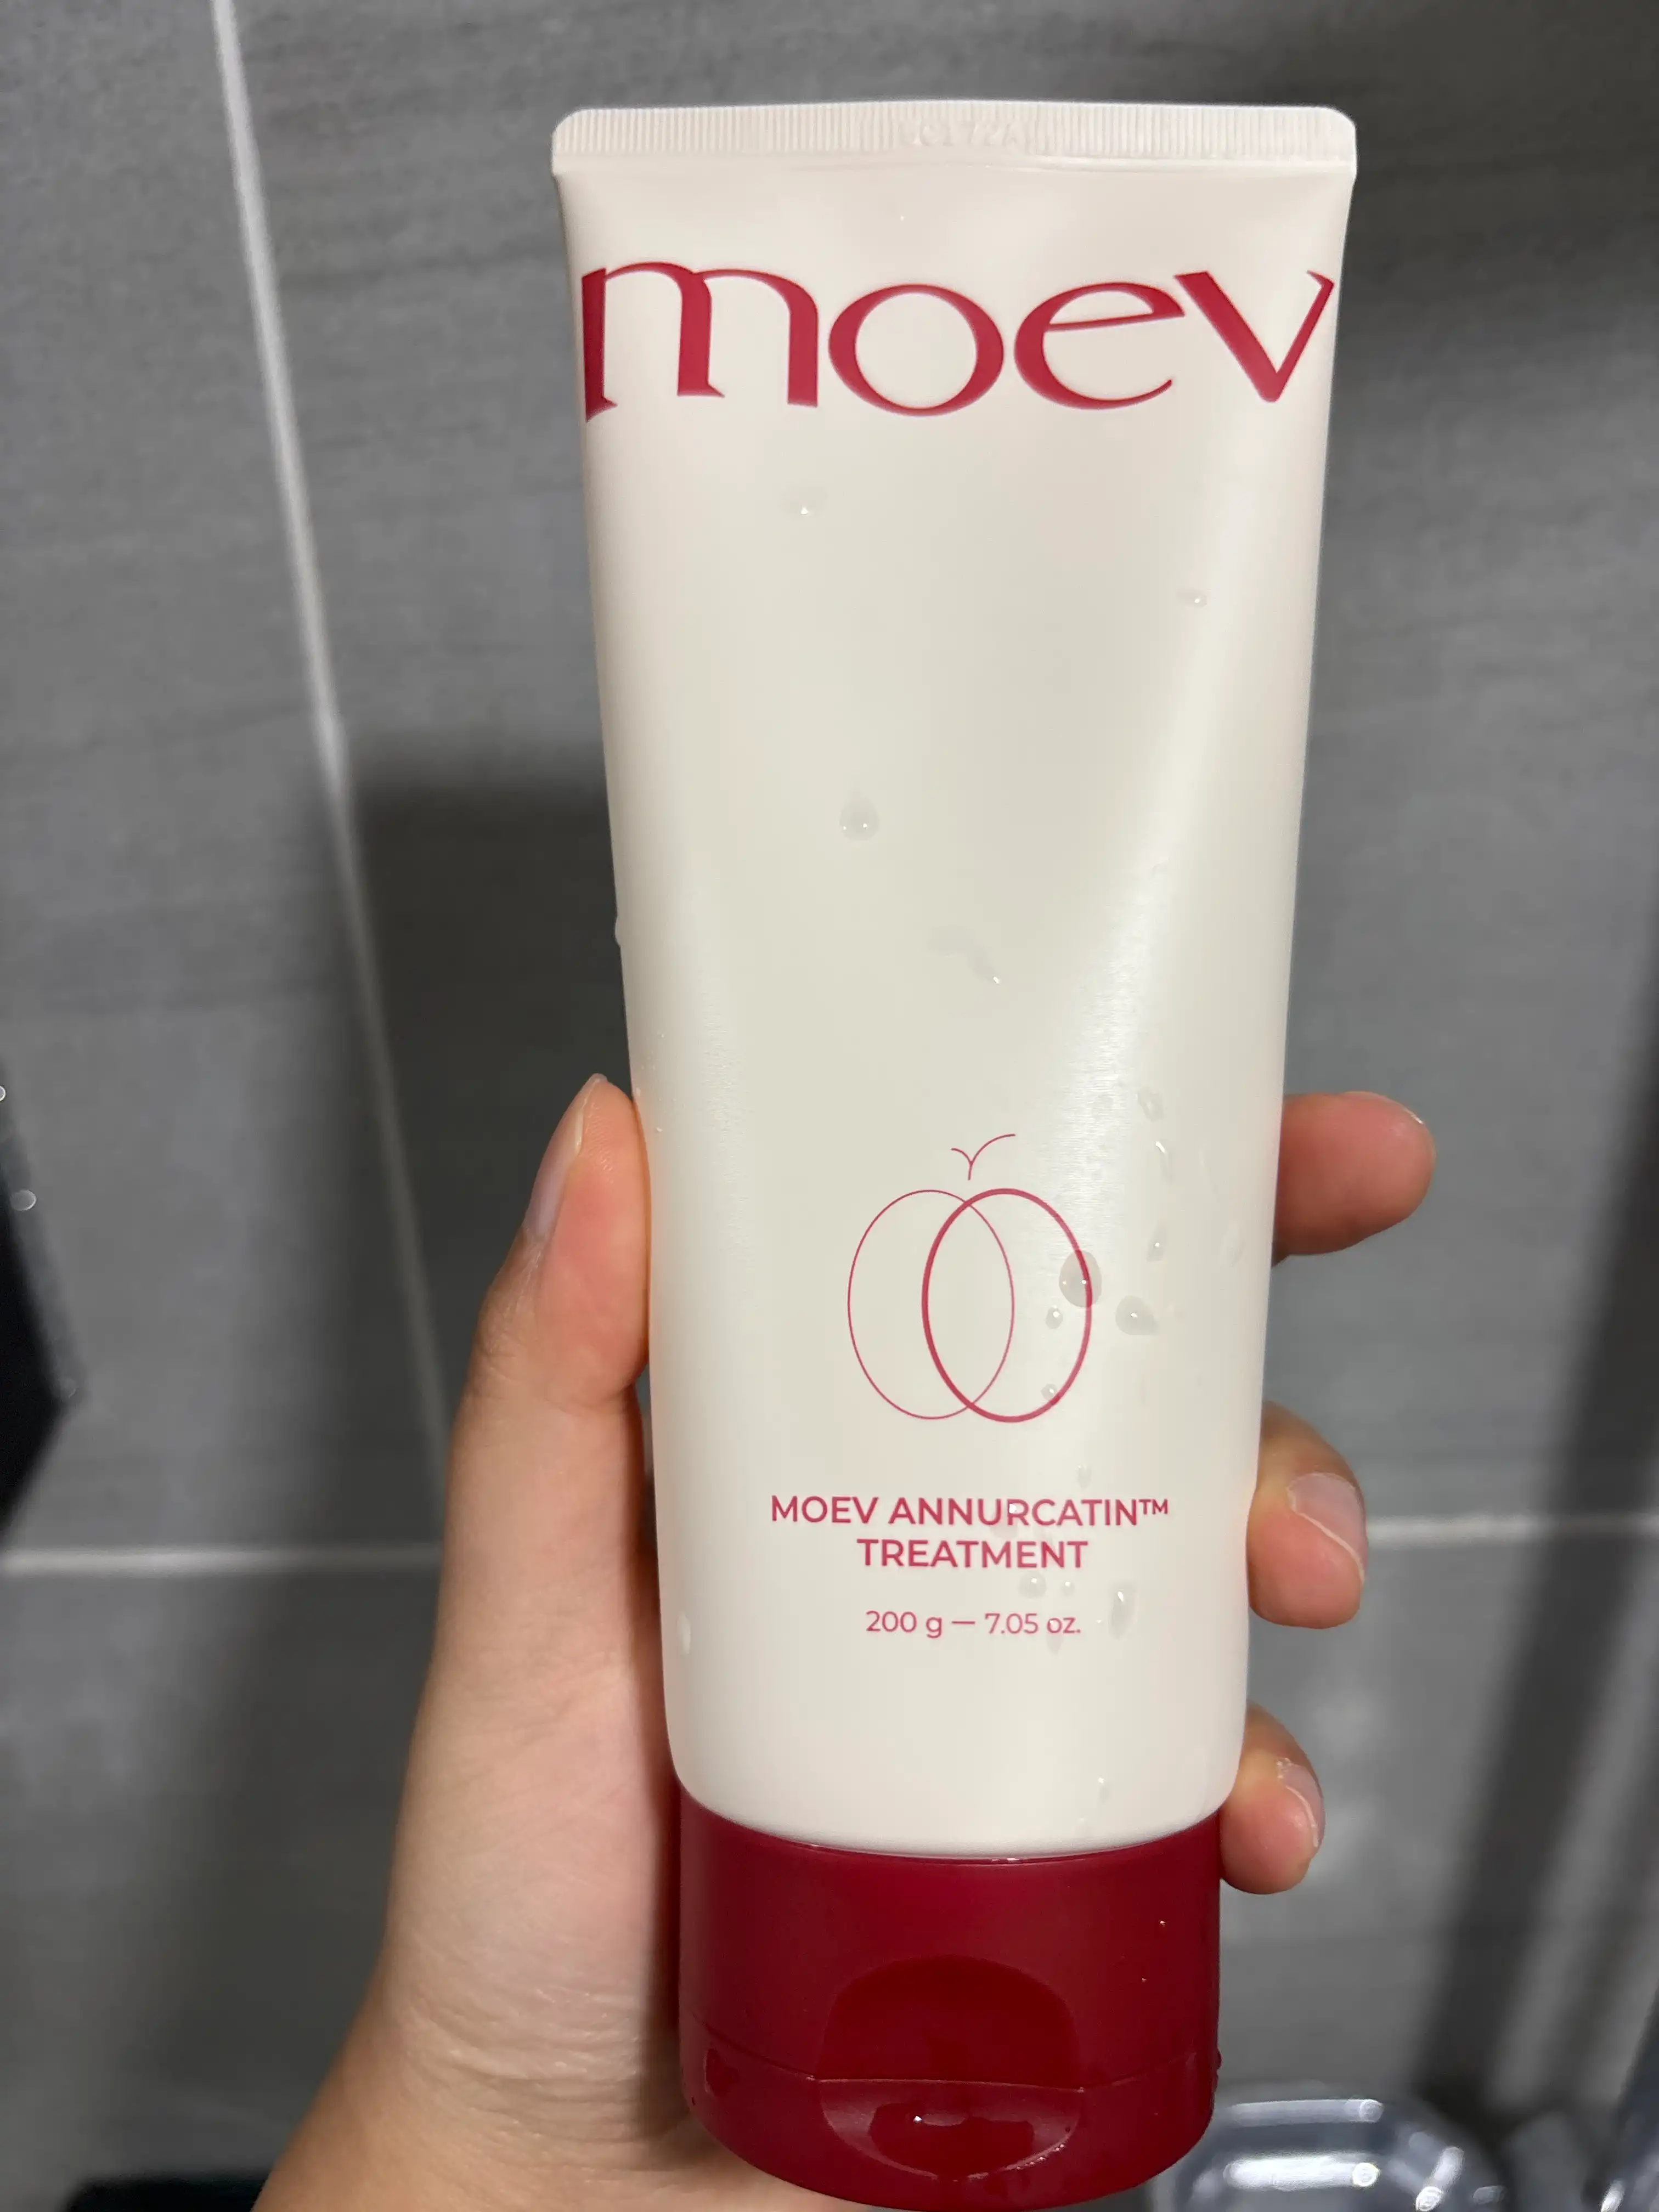 moev
MOEV ANNURCATIN™
TREATMENT
200 g — 7.05 oz.